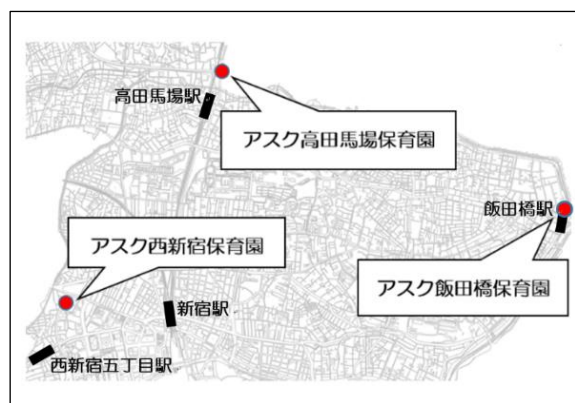 高田馬場駅
アスク高田馬場保育園
飯田橋駅
アスク西新宿保育園
アスク飯田橋保育園
新宿駅
西新宿五丁目駅